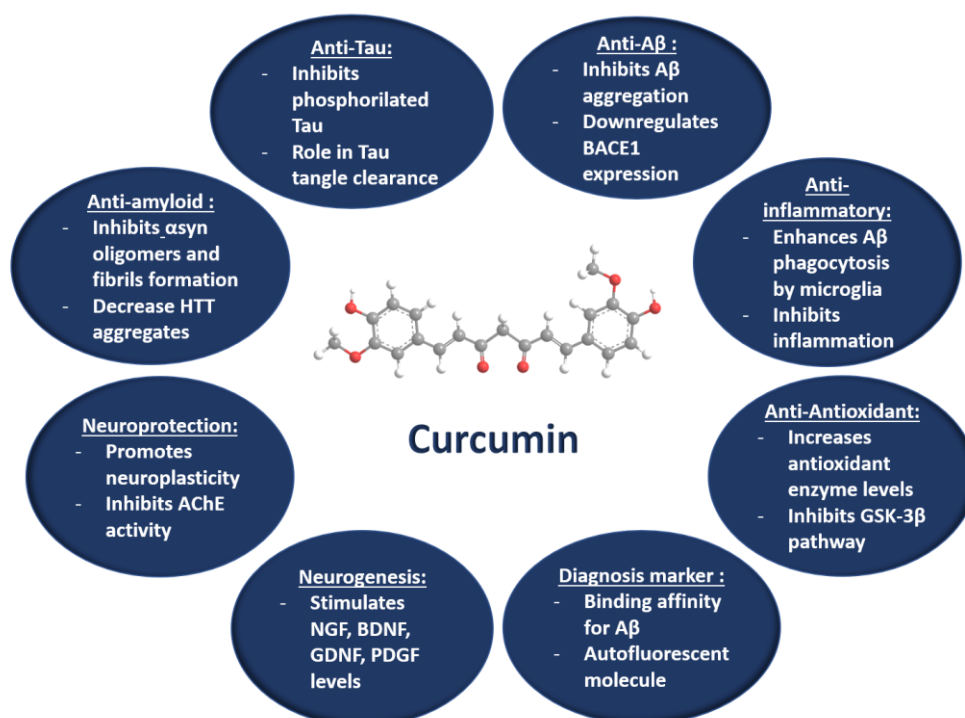 Anti-Tau:
- Inhibits
phosphorilated
Tau
- Role in Tau
tangle clearance
Anti-Aβ :
- Inhibits Aβ
aggregation
- Downregulates
BACE1
expression
Anti-amyloid :
- Inhibits αsyn
oligomers and
fibrils formation
- Decrease HTT
aggregates
Anti-
inflammatory:
- Enhances Aβ
phagocytosis
by microglia
- Inhibits
inflammation
Curcumin
Neuroprotection:
- Promotes
neuroplasticity
- Inhibits AChE
activity
Anti-Antioxidant:
- Increases
antioxidant
enzyme levels
- Inhibits GSK-3β
pathway
Neurogenesis:
- Stimulates
NGF, BDNF,
GDNF, PDGF
levels
Diagnosis marker :
- Binding affinity
for Aβ
- Autofluorescent
molecule